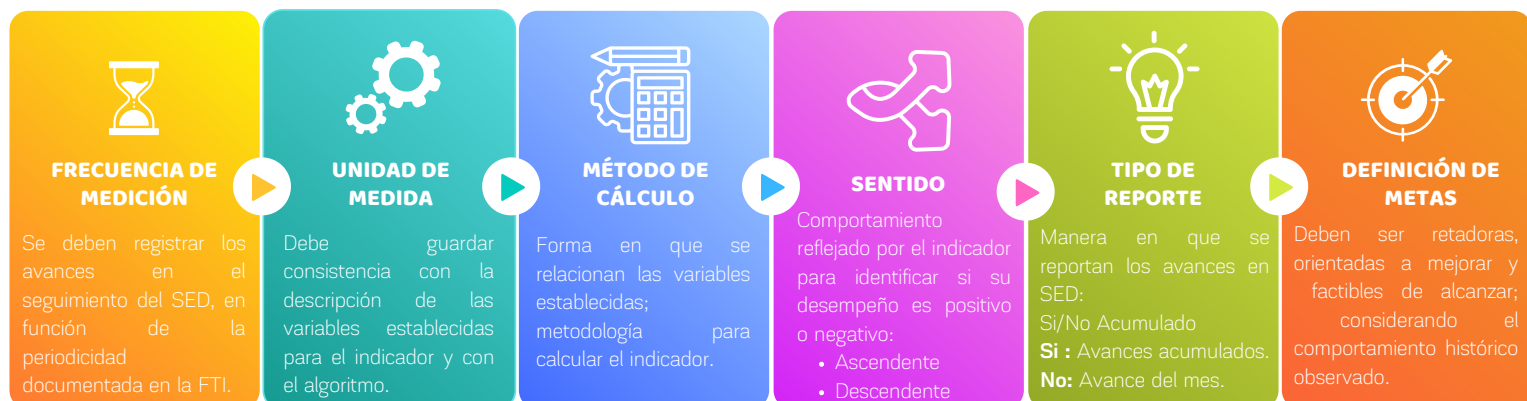 FRECUENCIA DE
MEDICIÓN
Se deben registrar los
avances en el
seguimiento del SED, en
función de la
periodicidad
documentada en la FTI.
UNIDAD DE
MEDIDA
Debe guardar
consistencia con la
descripción de las
variables establecidas
para el indicador y con
el algoritmo.
MÉTODO DE
CÁLCULO
Forma en que se
relacionan las variables
establecidas;
metodología para
calcular el indicador.
SENTIDO
Comportamiento
reflejado por el indicador
para identificar si su
desempeño es positivo
o negativo:
• Ascendente
• Descendente
TIPO DE
REPORTE
Manera en que se
reportan los avances en
SED:
Si/No Acumulado
Si : Avances acumulados.
No: Avance del mes.
DEFINICIÓN DE
METAS
Deben ser retadoras,
orientadas a mejorar y
factibles de alcanzar;
considerando el
comportamiento histórico
observado.